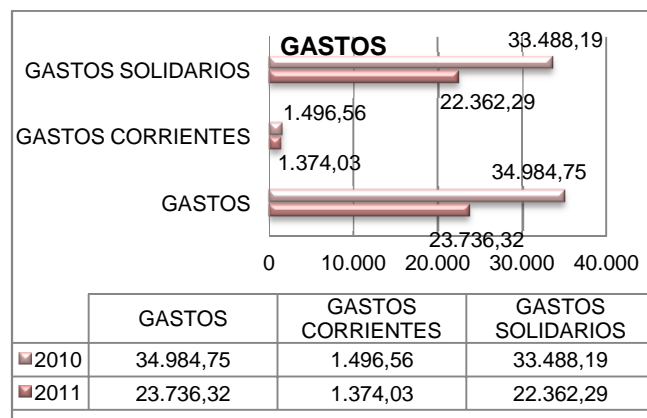 GASTOS
33.488,19
GASTOS SOLIDARIOS
22.362,29
1.496,56
GASTOS CORRIENTES
1.374,03
34.984,75
GASTOS
23.736,32
0 10.000 20.000 30.000 40.000
GASTOS GASTOS CORRIENTES GASTOS SOLIDARIOS
2010 34.984,75 1.496,56 33.488,19
2011 23.736,32 1.374,03 22.362,29